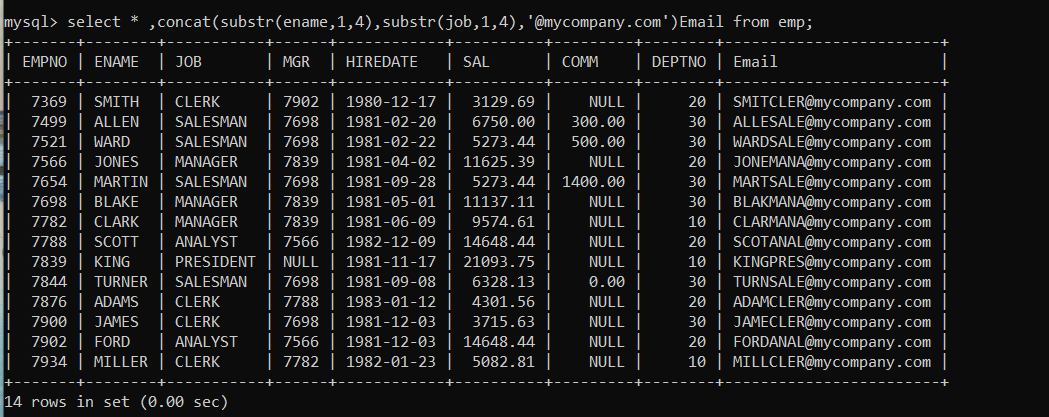 mysql> select * ,concat(substr(ename,1,4),substr(job,1,4),'@mycompany.com')Email from emp;
+-------+--------+-----------+------+------------+----------+---------+--------+------------------------+
| EMPNO | ENAME  | JOB       | MGR  | HIREDATE   | SAL      | COMM    | DEPTNO | Email                  |
+-------+--------+-----------+------+------------+----------+---------+--------+------------------------+
|  7369 | SMITH  | CLERK     | 7902 | 1980-12-17 |  3129.69 |    NULL |     20 | SMITCLER@mycompany.com |
|  7499 | ALLEN  | SALESMAN  | 7698 | 1981-02-20 |  6750.00 |  300.00 |     30 | ALLESALE@mycompany.com |
|  7521 | WARD   | SALESMAN  | 7698 | 1981-02-22 |  5273.44 |  500.00 |     30 | WARDSALE@mycompany.com |
|  7566 | JONES  | MANAGER   | 7839 | 1981-04-02 | 11625.39 |    NULL |     20 | JONEMANA@mycompany.com |
|  7654 | MARTIN | SALESMAN  | 7698 | 1981-09-28 |  5273.44 | 1400.00 |     30 | MARTSALE@mycompany.com |
|  7698 | BLAKE  | MANAGER   | 7839 | 1981-05-01 | 11137.11 |    NULL |     30 | BLAKMANA@mycompany.com |
|  7782 | CLARK  | MANAGER   | 7839 | 1981-06-09 |  9574.61 |    NULL |     10 | CLARMANA@mycompany.com |
|  7788 | SCOTT  | ANALYST   | 7566 | 1982-12-09 | 14648.44 |    NULL |     20 | SCOTANAL@mycompany.com |
|  7839 | KING   | PRESIDENT | NULL | 1981-11-17 | 21093.75 |    NULL |     10 | KINGPRES@mycompany.com |
|  7844 | TURNER | SALESMAN  | 7698 | 1981-09-08 |  6328.13 |    0.00 |     30 | TURNSALE@mycompany.com |
|  7876 | ADAMS  | CLERK     | 7788 | 1983-01-12 |  4301.56 |    NULL |     20 | ADAMCLER@mycompany.com |
|  7900 | JAMES  | CLERK     | 7698 | 1981-12-03 |  3715.63 |    NULL |     30 | JAMECLER@mycompany.com |
|  7902 | FORD   | ANALYST   | 7566 | 1981-12-03 | 14648.44 |    NULL |     20 | FORDANAL@mycompany.com |
|  7934 | MILLER | CLERK     | 7782 | 1982-01-23 |  5082.81 |    NULL |     10 | MILLCLER@mycompany.com |
+-------+--------+-----------+------+------------+----------+---------+--------+------------------------+
14 rows in set (0.00 sec)